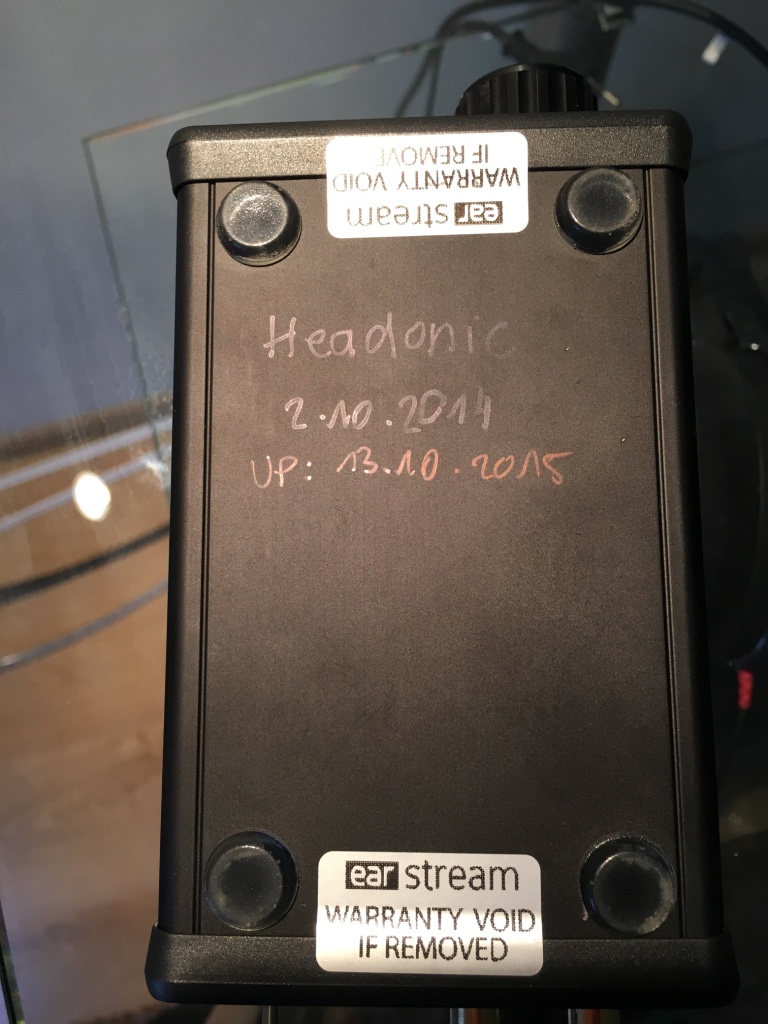 ear stream
WARRANTY VOID
IF REMOVE
Headonic
2.10.2014
UP: 13.10.2015
ear stream
WARRANTY VOID
IF REMOVED